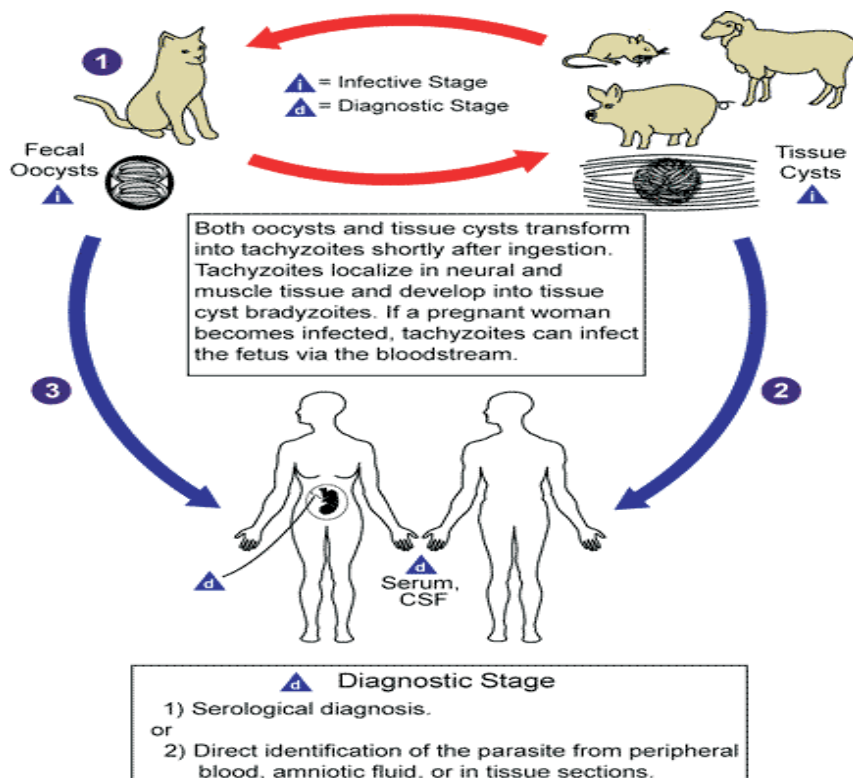 1
i = Infective Stage
d = Diagnostic Stage
Fecal
Oocysts
i
Tissue
Cysts
i
Both oocysts and tissue cysts transform
into tachyzoites shortly after ingestion.
Tachyzoites localize in neural and
muscle tissue and develop into tissue
cyst bradyzoites. If a pregnant woman
becomes infected, tachyzoites can infect
the fetus via the bloodstream.
3
2
d
d
Serum,
CSF
d Diagnostic Stage
1) Serological diagnosis.
or
2) Direct identification of the parasite from peripheral
blood, amniotic fluid, or in tissue sections.